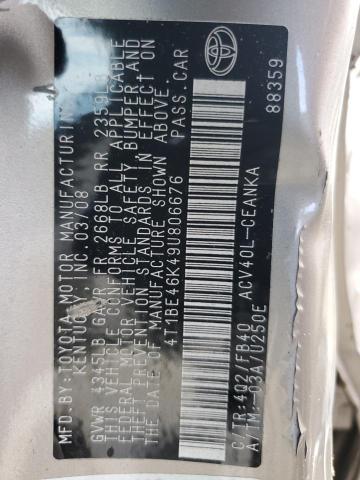 MFD.BY:TOYOTA MOTOR MANUFACTURING
KENTUCKY, INC. 03/08
GVWR 4345LB GAWR FR 2668LB RR 2359LB
THIS VEHICLE CONFORMS TO ALL APPLICABLE
FEDERAL MOTOR VEHICLE SAFETY, BUMPER, AND
THEFT PREVENTION STANDARDS IN EFFECT ON
THE DATE OF MANUFACTURE SHOWN ABOVE.
4T1BE46K49U806676 PASS.CAR
C/TR:4Q2/FB40 ACV40L-CEANKA
A/TM:-03A/U250E 88359